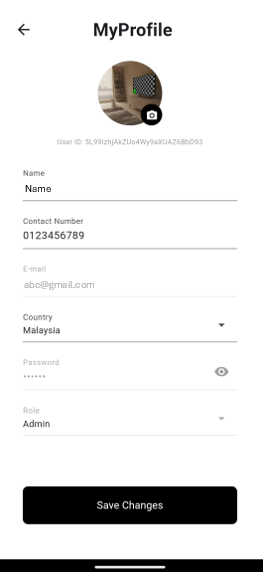 MyProfile
User ID: 5L99IzhjAkZUo4Wy9aXUAZ6BbD93
Name
Name
Contact Number
0123456789
E-mail
abc@gmail.com
Country
Malaysia
Password
••••••
Role
Admin
Save Changes